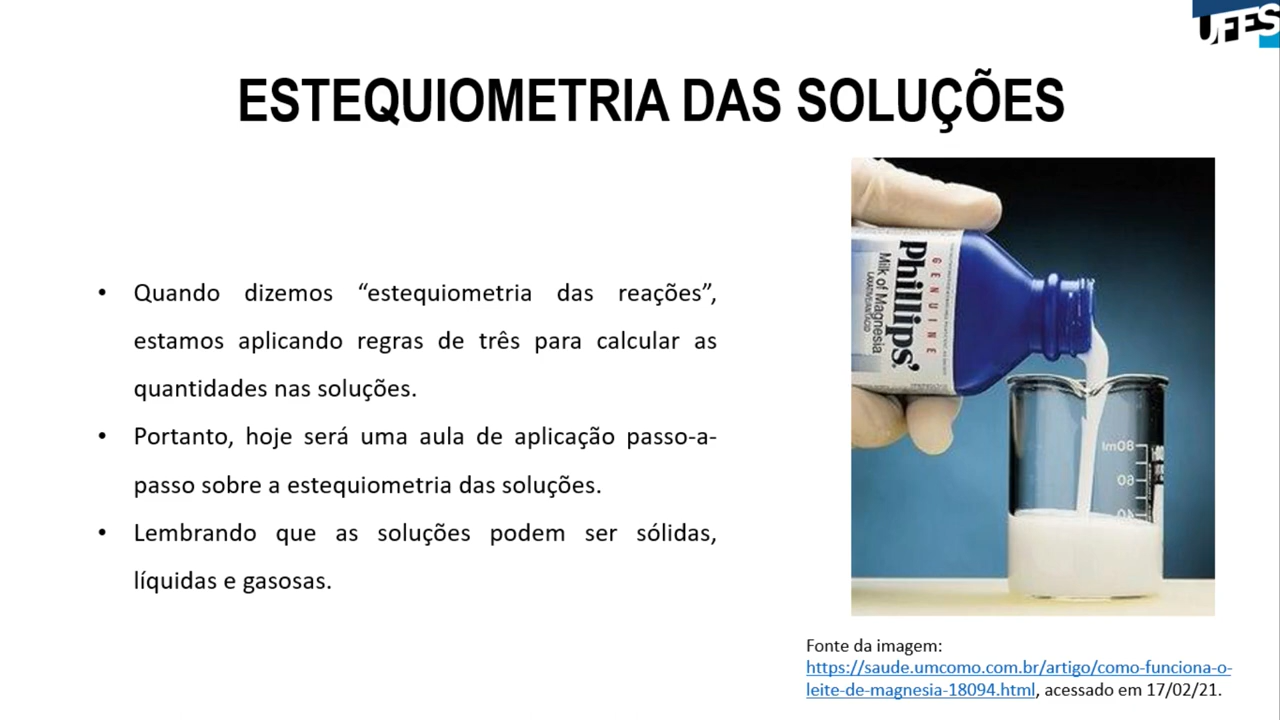 UFES
ESTEQUIOMETRIA DAS SOLUÇÕES
• Quando dizemos “estequiometria das reações”,
estamos aplicando regras de três para calcular as
quantidades nas soluções.
• Portanto, hoje será uma aula de aplicação passo-a-
passo sobre a estequiometria das soluções.
• Lembrando que as soluções podem ser sólidas,
líquidas e gasosas.
GENUINE
Phillips’
Milk of Magnesia
80ml
60
40
Fonte da imagem:
https://saude.umcomo.com.br/artigo/como-funciona-o-
leite-de-magnesia-18094.html, acessado em 17/02/21.